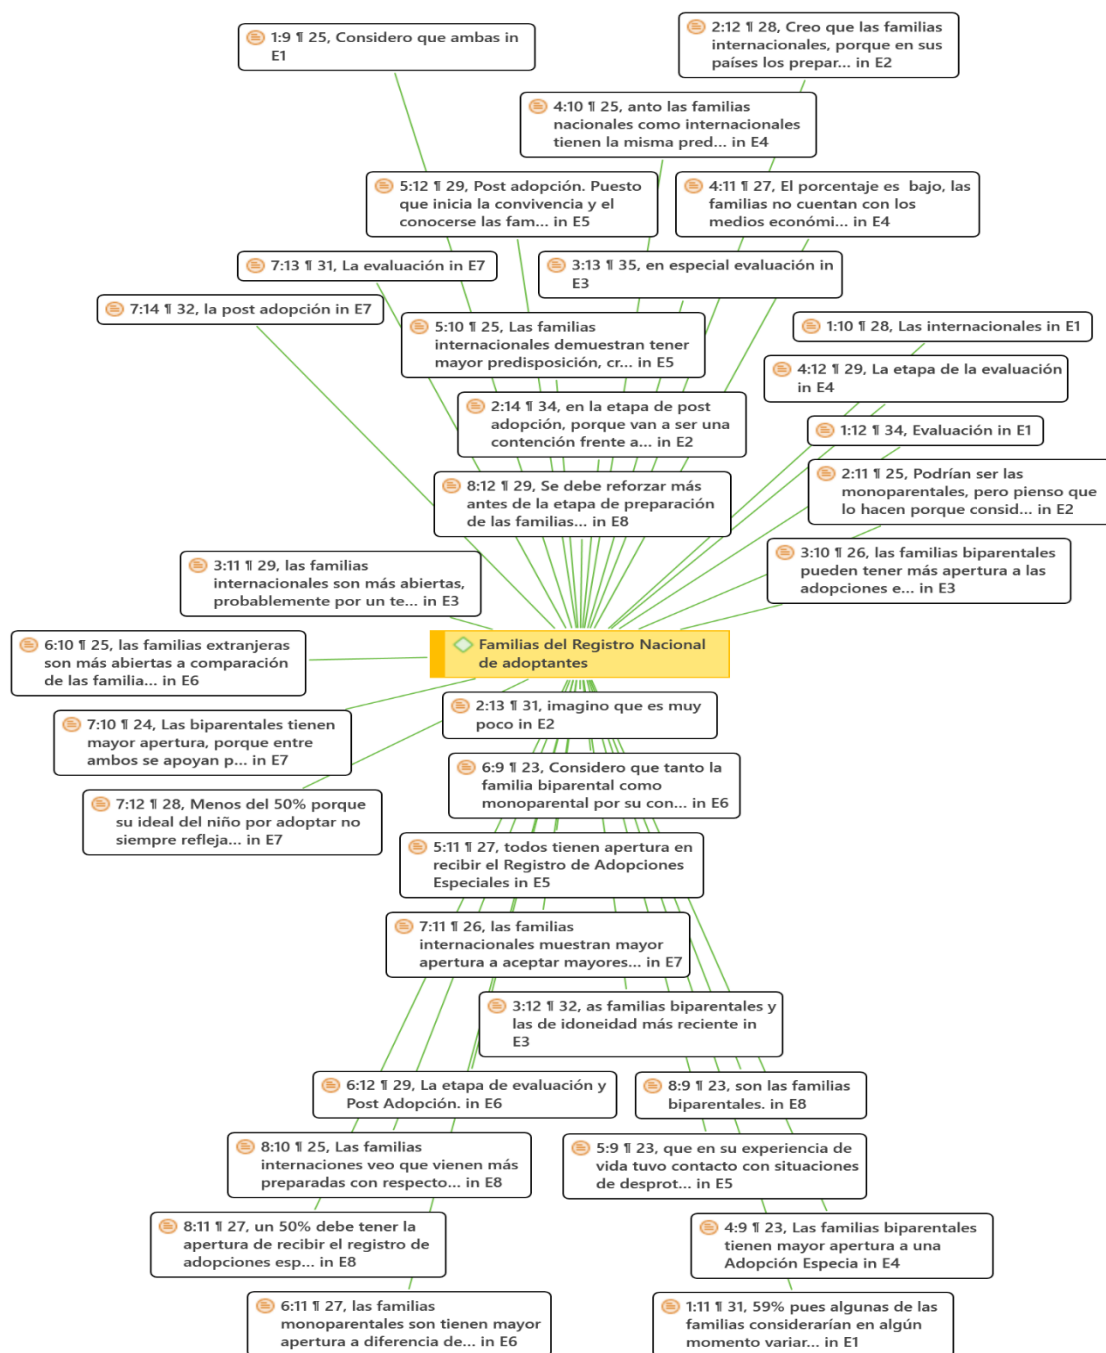 1:9 ¶ 25, Considero que ambas in
E1
2:12 ¶ 28, Creo que las familias
internacionales, porque en sus
países los prepar... in E2
4:10 ¶ 25, anto las familias
nacionales como internacionales
tienen la misma pred... in E4
5:12 ¶ 29, Post adopción. Puesto
que inicia la convivencia y el
conocerse las fam... in E5
4:11 ¶ 27, El porcentaje es  bajo, las
familias no cuentan con los
medios económi... in E4
7:13 ¶ 31, La evaluación in E7
3:13 ¶ 35, en especial evaluación in
E3
7:14 ¶ 32, la post adopción in E7
5:10 ¶ 25, Las familias
internacionales demuestran tener
mayor predisposición, cr... in E5
1:10 ¶ 28, Las internacionales in E1
4:12 ¶ 29, La etapa de la evaluación
in E4
2:14 ¶ 34, en la etapa de post
adopción, porque van a ser una
contención frente a... in E2
1:12 ¶ 34, Evaluación in E1
2:11 ¶ 25, Podrían ser las
monoparentales, pero pienso que
lo hacen porque consid... in E2
8:12 ¶ 29, Se debe reforzar más
antes de la etapa de preparación
de las familias... in E8
3:10 ¶ 26, las familias biparentales
pueden tener más apertura a las
adopciones e... in E3
3:11 ¶ 29, las familias
internacionales son más abiertas,
probablemente por un te... in E3
6:10 ¶ 25, las familias extranjeras
son más abiertas a comparación
de las familia... in E6
Familias del Registro Nacional
de adoptantes
7:10 ¶ 24, Las biparentales tienen
mayor apertura, porque entre
ambos se apoyan p... in E7
2:13 ¶ 31, imagino que es muy
poco in E2
6:9 ¶ 23, Considero que tanto la
familia biparental como
monoparental por su con... in E6
7:12 ¶ 28, Menos del 50% porque
su ideal del niño por adoptar no
siempre refleja... in E7
5:11 ¶ 27, todos tienen apertura en
recibir el Registro de Adopciones
Especiales in E5
7:11 ¶ 26, las familias
internacionales muestran mayor
apertura a aceptar mayores... in E7
3:12 ¶ 32, as familias biparentales y
las de idoneidad más reciente in
E3
6:12 ¶ 29, La etapa de evaluación y
Post Adopción. in E6
8:9 ¶ 23, son las familias
biparentales. in E8
8:10 ¶ 25, Las familias
internaciones veo que vienen más
preparadas con respecto... in E8
5:9 ¶ 23, que en su experiencia de
vida tuvo contacto con situaciones
de desprot... in E5
8:11 ¶ 27, un 50% debe tener la
apertura de recibir el registro de
adopciones esp... in E8
4:9 ¶ 23, Las familias biparentales
tienen mayor apertura a una
Adopción Especia in E4
6:11 ¶ 27, las familias
monoparentales son tienen mayor
apertura a diferencia de... in E6
1:11 ¶ 31, 59% pues algunas de las
familias considerarían en algún
momento variar... in E1